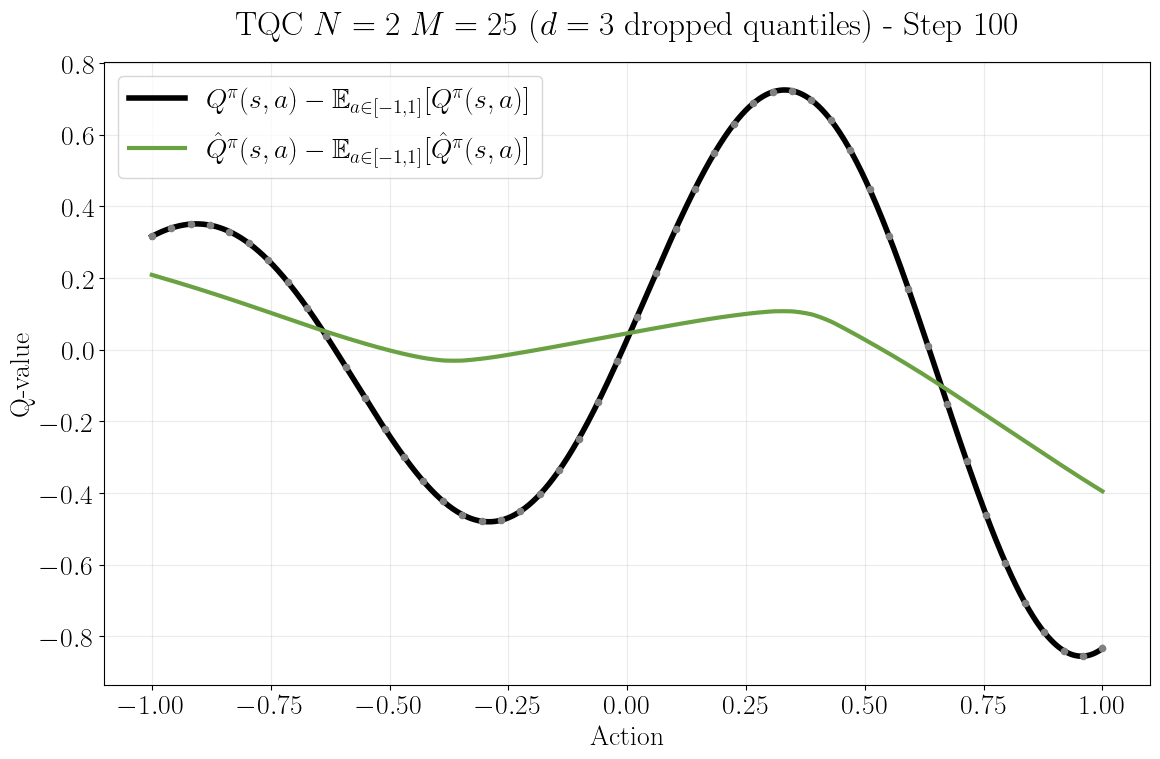 TQC N = 2 M = 25 (d = 3 dropped quantiles) - Step 100
Q^π(s, a) − 𝔼_{a∈[−1,1]}[Q^π(s, a)]
Q̂^π(s, a) − 𝔼_{a∈[−1,1]}[Q̂^π(s, a)]
0.8
0.6
0.4
0.2
0.0
−0.2
−0.4
−0.6
−0.8
Q-value
−1.00 −0.75 −0.50 −0.25 0.00 0.25 0.50 0.75 1.00
Action